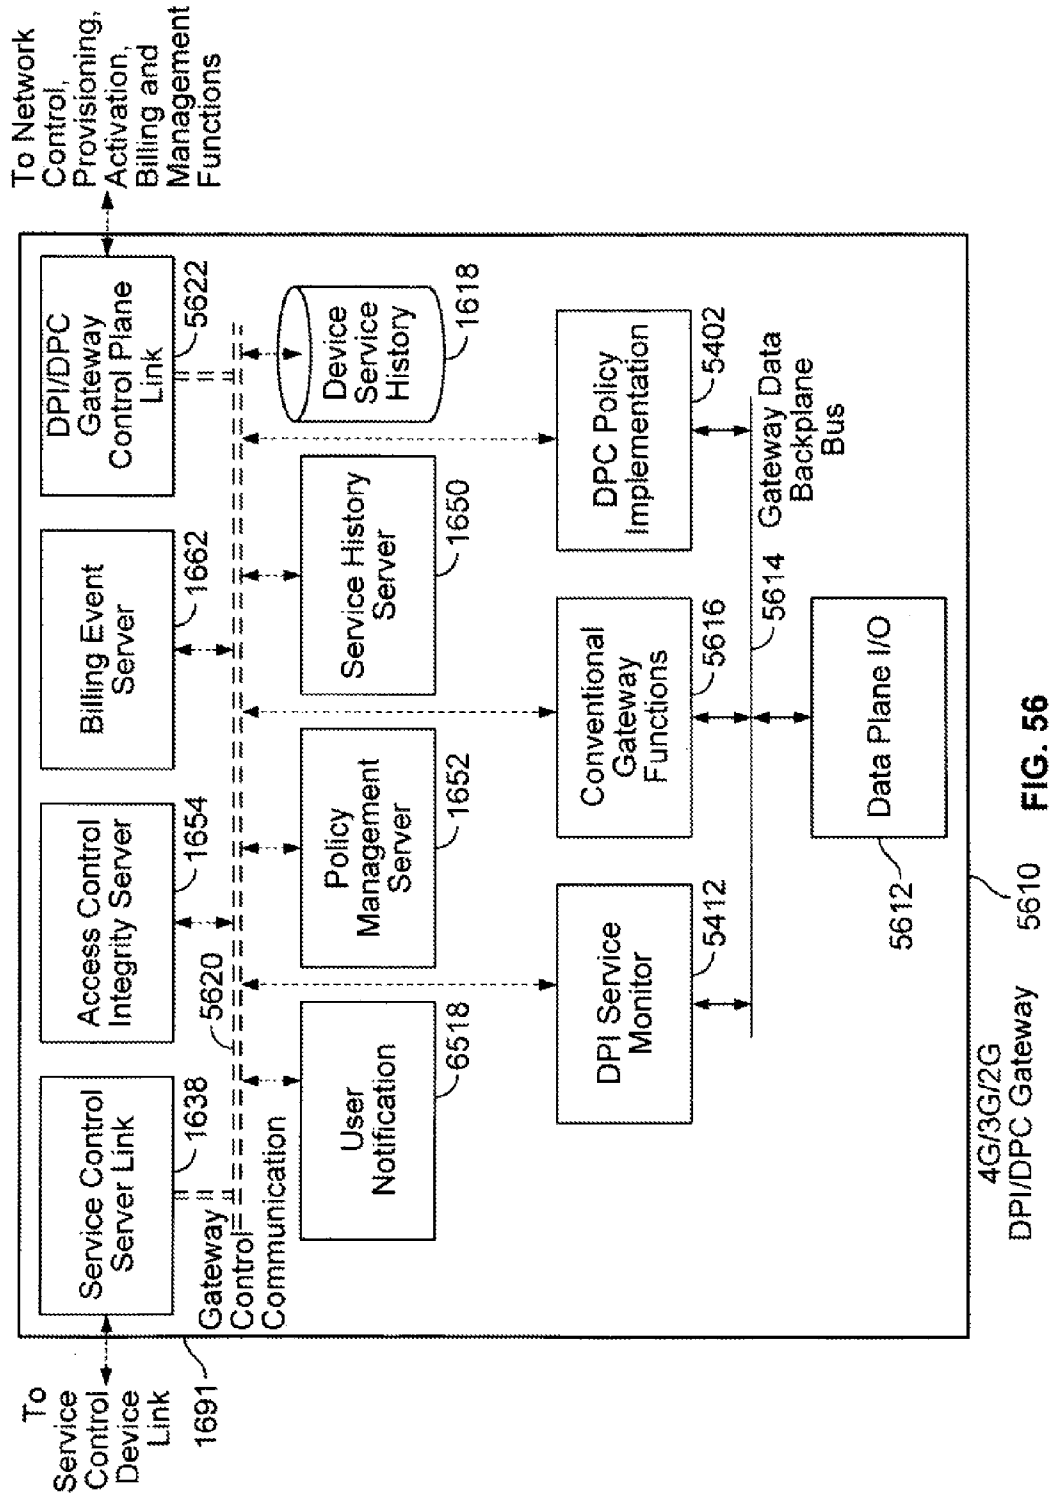 To
Service
Control
Device
Link
1691
Service Control
Server Link
1638
Access Control
Integrity Server
1654
Billing Event
Server
1662
DPI/DPC
Gateway
Control Plane
Link
5622
To Network
Control,
Provisioning,
Activation,
Billing and
Management
Functions
Gateway
Control
Communication
5620
User
Notification
6518
Policy
Management
Server
1652
Service History
Server
1650
Device
Service
History
1618
DPI Service
Monitor
5412
Conventional
Gateway
Functions
5616
DPC Policy
Implementation
5402
5614
Gateway Data
Backplane
Bus
Data Plane I/O
5612
4G/3G/2G
DPI/DPC Gateway
5610
FIG. 56